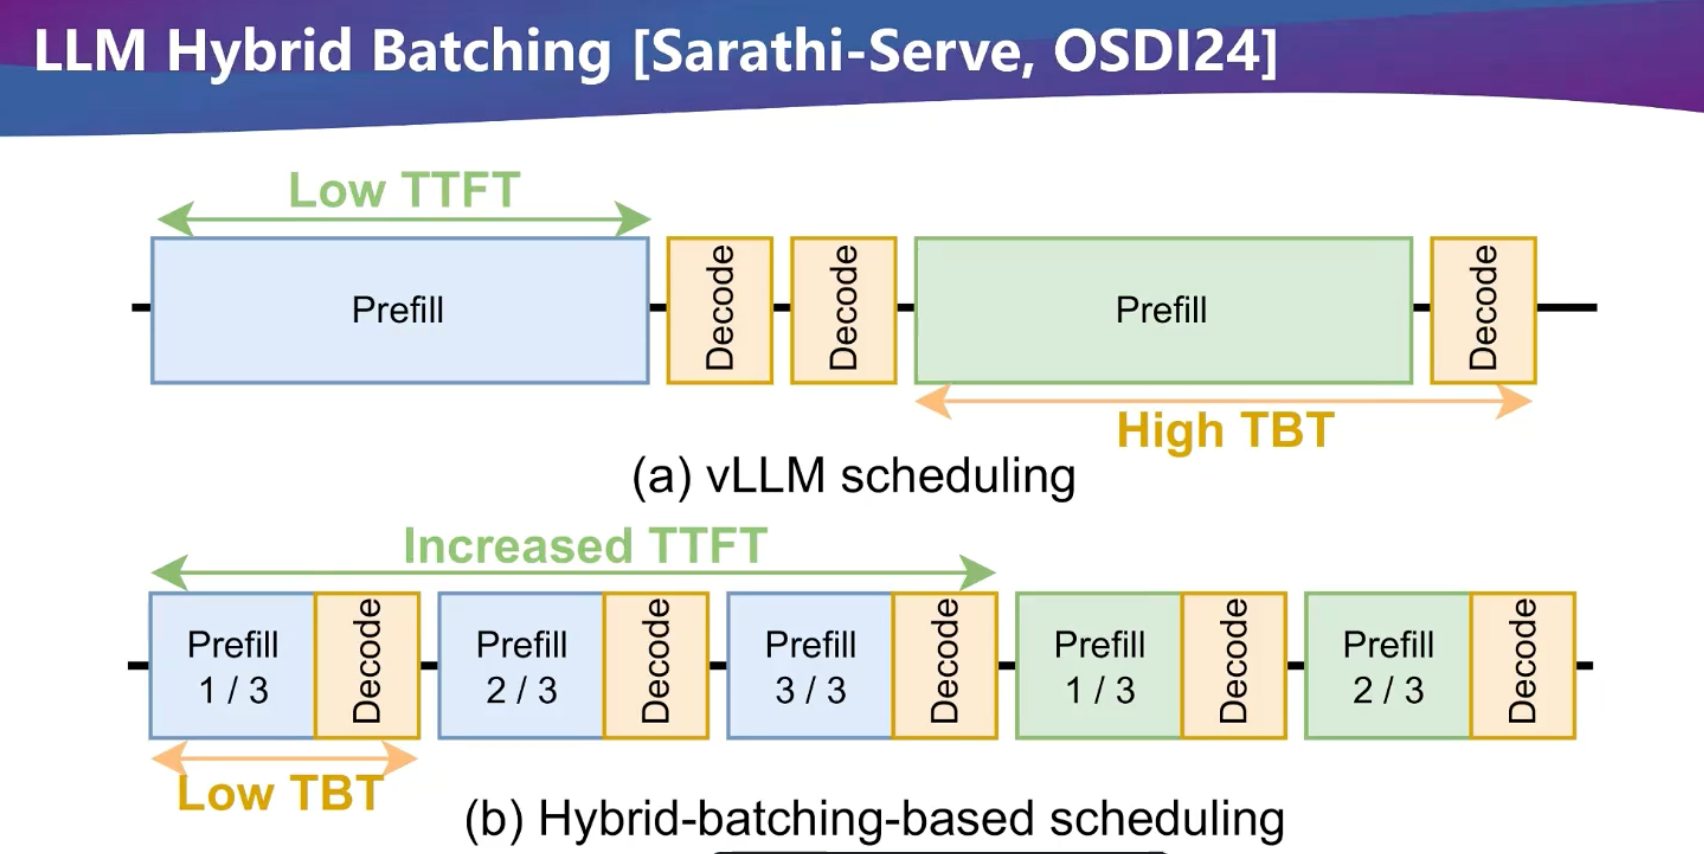 LLM Hybrid Batching [Sarathi-Serve, OSDI24]
Low TTFT
Prefill
Decode
Decode
Prefill
Decode
High TBT
(a) vLLM scheduling
Increased TTFT
Prefill
1 / 3
Decode
Prefill
2 / 3
Decode
Prefill
3 / 3
Decode
Prefill
1 / 3
Decode
Prefill
2 / 3
Decode
Low TBT
(b) Hybrid-batching-based scheduling